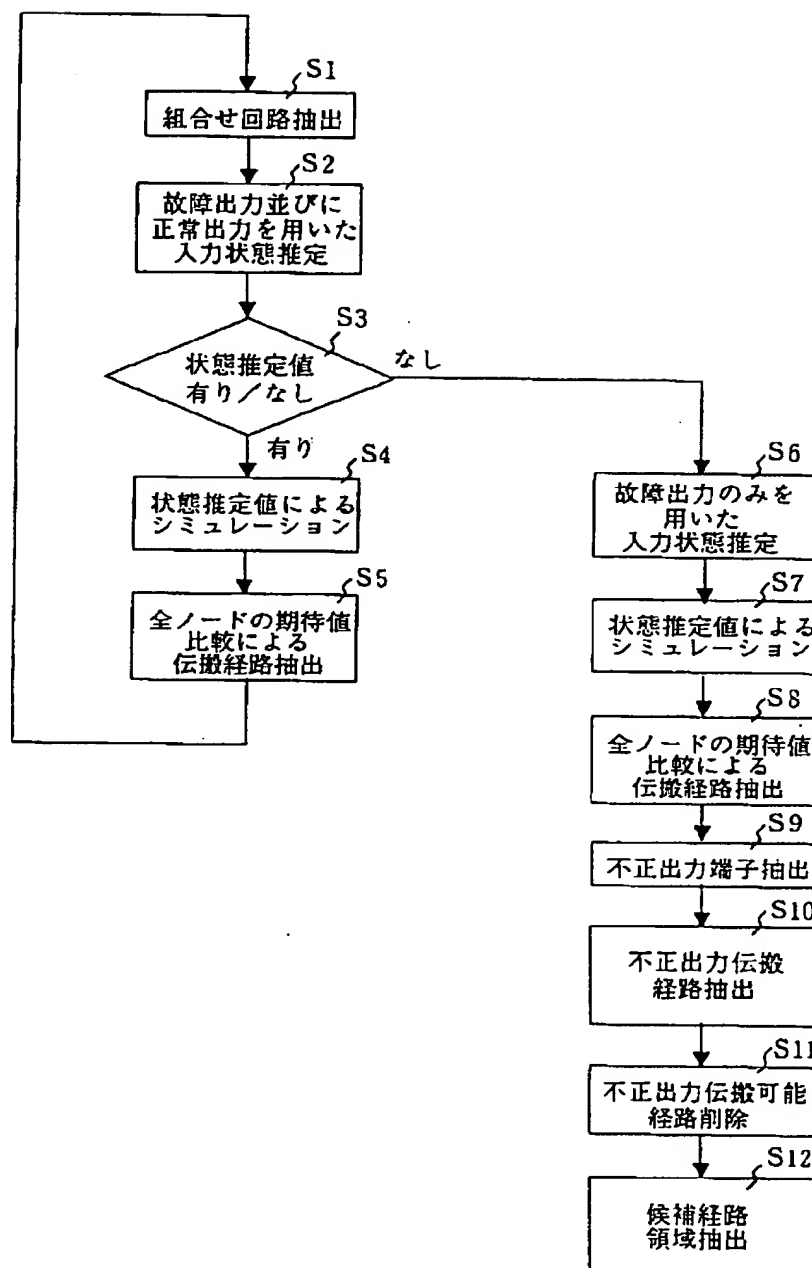 S1
組合せ回路抽出
S2
故障出力並びに
正常出力を用いた
入力状態推定
S3
状態推定値
有り／なし
なし
有り
S4
状態推定値による
シミュレーション
S5
全ノードの期待値
比較による
伝搬経路抽出
S6
故障出力のみを
用いた
入力状態推定
S7
状態推定値による
シミュレーション
S8
全ノードの期待値
比較による
伝搬経路抽出
S9
不正出力端子抽出
S10
不正出力伝搬
経路抽出
S11
不正出力伝搬可能
経路削除
S12
候補経路
領域抽出